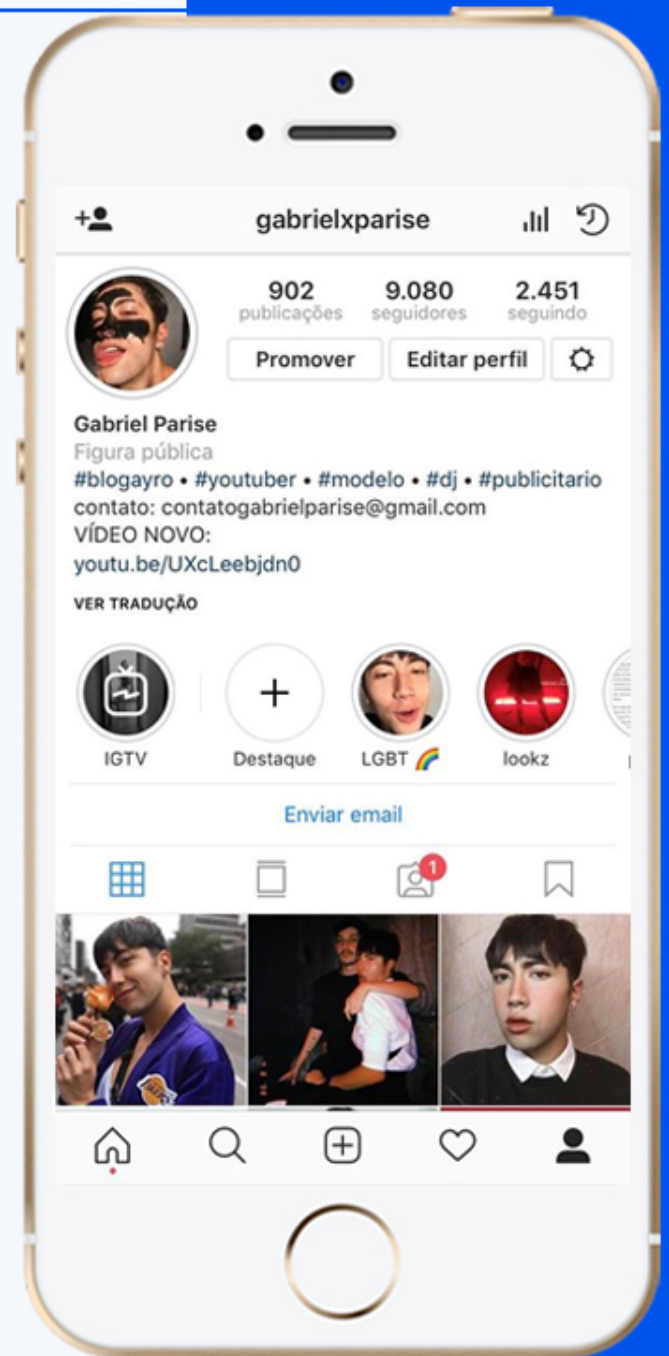 gabrielxparise
902 9.080 2.451
publicações seguidores seguindo
Promover Editar perfil
Gabriel Parise
Figura pública
#blogayro • #youtuber • #modelo • #dj • #publicitario
contato: contatogabrielparise@gmail.com
VÍDEO NOVO:
youtu.be/UXcLeebjdn0
VER TRADUÇÃO
IGTV Destaque LGBT 🌈 lookz
Enviar email
1